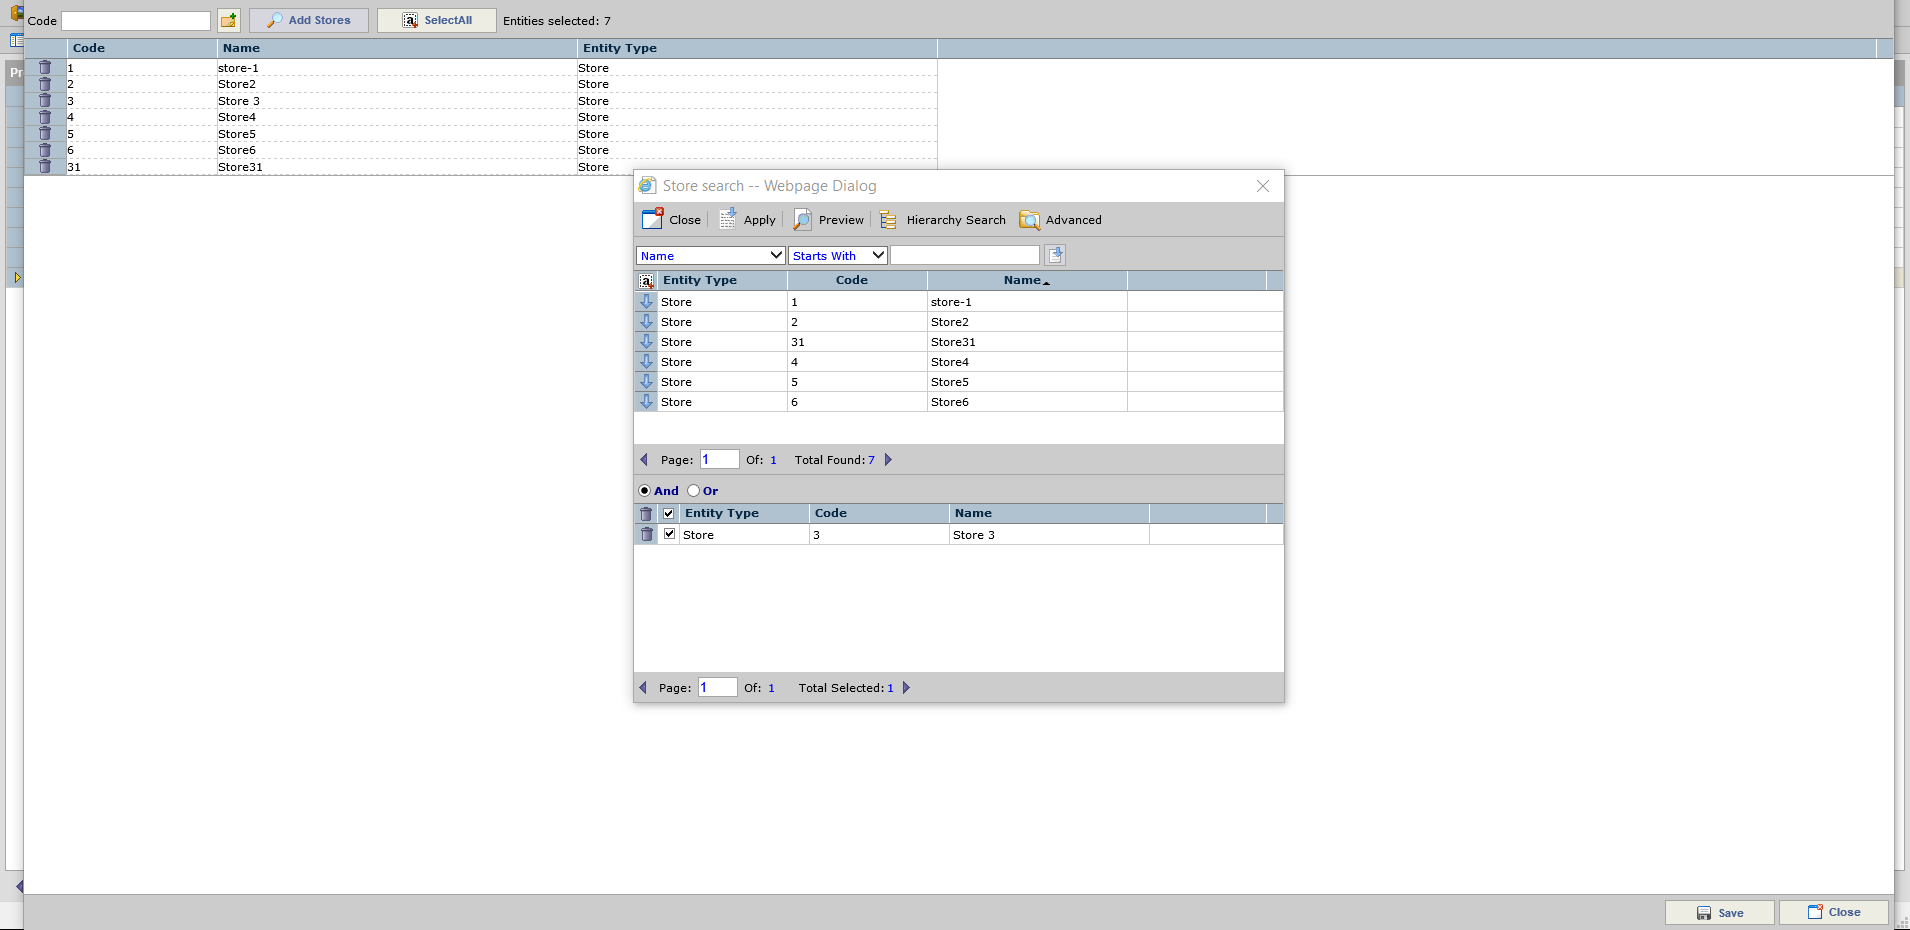 Code Add Stores SelectAll Entities selected: 7
Code Name Entity Type
1 store-1 Store
2 Store2 Store
3 Store 3 Store
4 Store4 Store
5 Store5 Store
6 Store6 Store
31 Store31 Store
Pr
Store search -- Webpage Dialog
Close Apply Preview Hierarchy Search Advanced
Name Starts With
a Entity Type Code Name
Store 1 store-1
Store 2 Store2
Store 31 Store31
Store 4 Store4
Store 5 Store5
Store 6 Store6
Page: 1 Of: 1 Total Found: 7
And Or
Entity Type Code Name
Store 3 Store 3
Page: 1 Of: 1 Total Selected: 1
Save Close